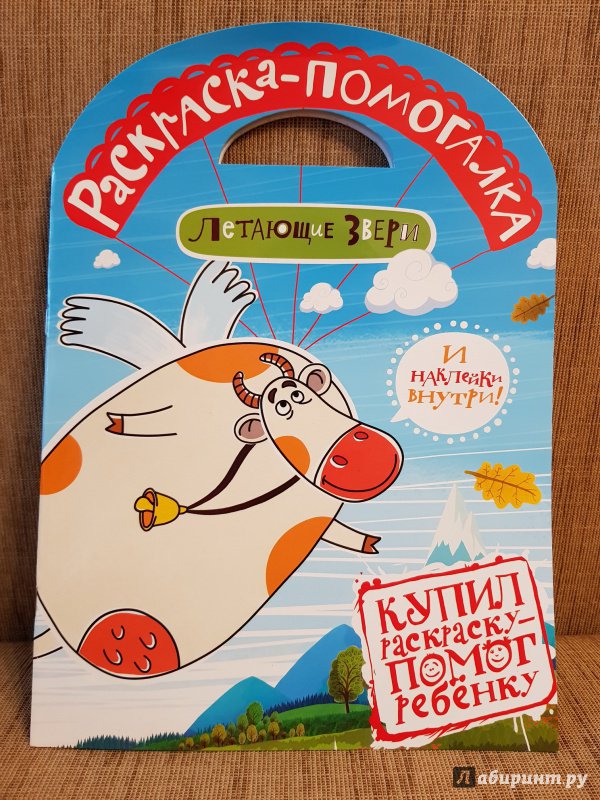 Раскраска-помогалка
Летающие звери
И
наклейки
внутри!
КУПИЛ
раскраску-
ПОМОГ
ребёнку
Лабиринт.ру